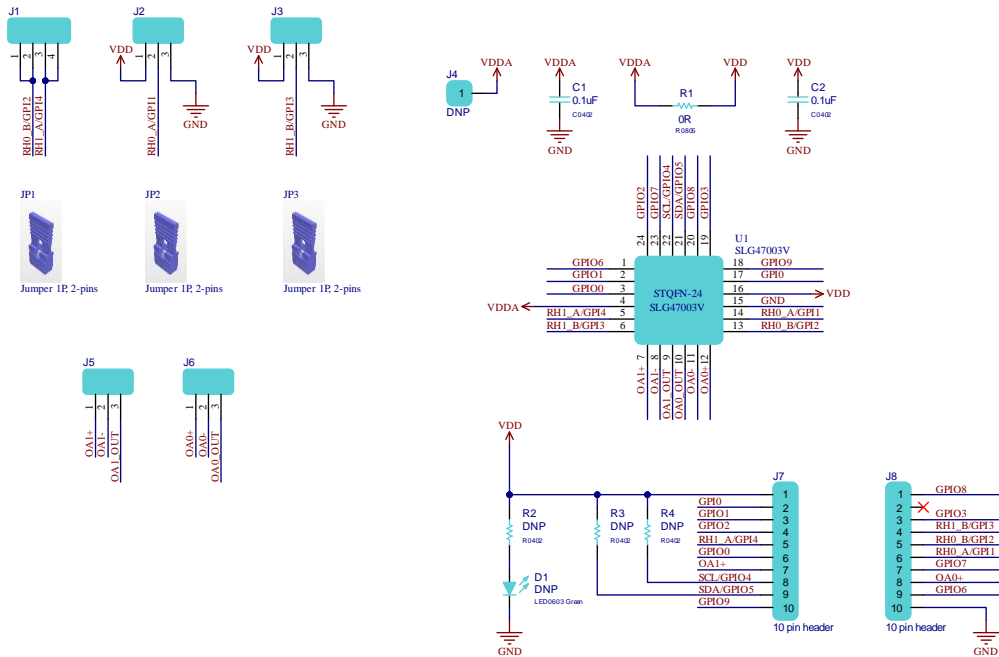 J1
1
2
3
4
RH0_B/GPI2
RH1_A/GPI4
J2
VDD
1
2
3
RH0_A/GPI1
GND
J3
VDD
1
2
3
RH1_B/GPI3
GND
J4
1
DNP
VDDA
VDDA
C1
0.1uF
C0402
GND
VDDA
R1
0R
R0805
VDD
VDD
C2
0.1uF
C0402
GND
JP1
Jumper 1P, 2-pins
JP2
Jumper 1P, 2-pins
JP3
Jumper 1P, 2-pins
GPIO2
GPIO7
SCL/GPIO4
SDA/GPIO5
GPIO8
GPIO3
24
23
22
21
20
19
U1
SLG47003V
STQFN-24
SLG47003V
GPIO6 1
GPIO1 2
GPIO0 3
VDDA 4
RH1_A/GPI4 5
RH1_B/GPI3 6
18 GPIO9
17 GPI0
16 VDD
15 GND
14 RH0_A/GPI1
13 RH0_B/GPI2
7
8
9
10
11
12
OA1+
OA1-
OA1_OUT
OA0_OUT
OA0-
OA0+
J5
1
2
3
OA1+
OA1-
OA1_OUT
J6
1
2
3
OA0+
OA0-
OA0_OUT
VDD
R2
DNP
R0402
R3
DNP
R0402
R4
DNP
R0402
D1
DNP
LED0603 Green
GND
J7
1
GPI0 2
GPIO1 3
GPIO2 4
RH1_A/GPI4 5
GPIO0 6
OA1+ 7
SCL/GPIO4 8
SDA/GPIO5 9
GPIO9 10
10 pin header
J8
1 GPIO8
2
3 GPIO3
4 RH1_B/GPI3
5 RH0_B/GPI2
6 RH0_A/GPI1
7 GPIO7
8 OA0+
9 GPIO6
10
10 pin header
GND